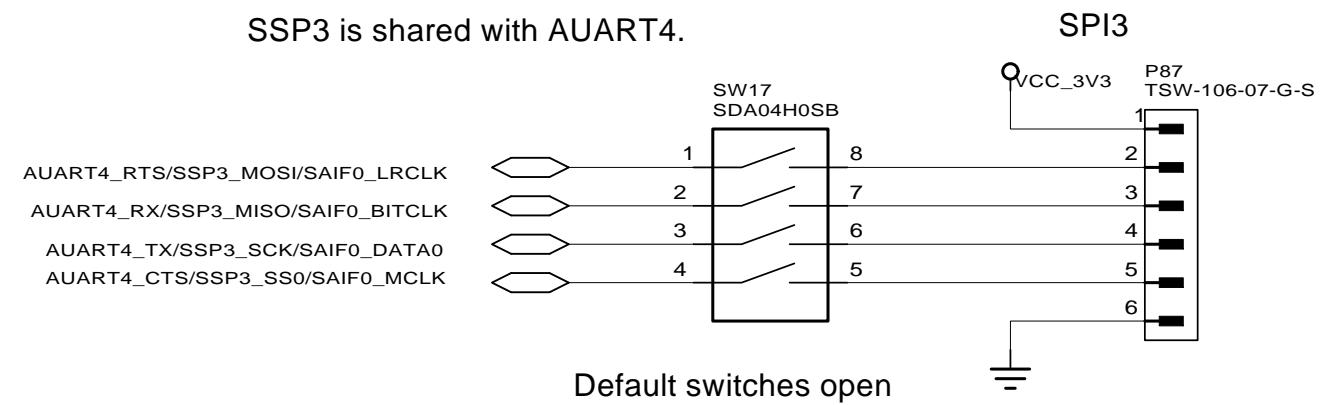 SSP3 is shared with AUART4.
SPI3
VCC_3V3
P87
TSW-106-07-G-S
SW17
SDA04H0SB
1
AUART4_RTS/SSP3_MOSI/SAIF0_LRCLK
1
8
2
AUART4_RX/SSP3_MISO/SAIF0_BITCLK
2
7
3
AUART4_TX/SSP3_SCK/SAIF0_DATA0
3
6
4
AUART4_CTS/SSP3_SS0/SAIF0_MCLK
4
5
5
6
Default switches open